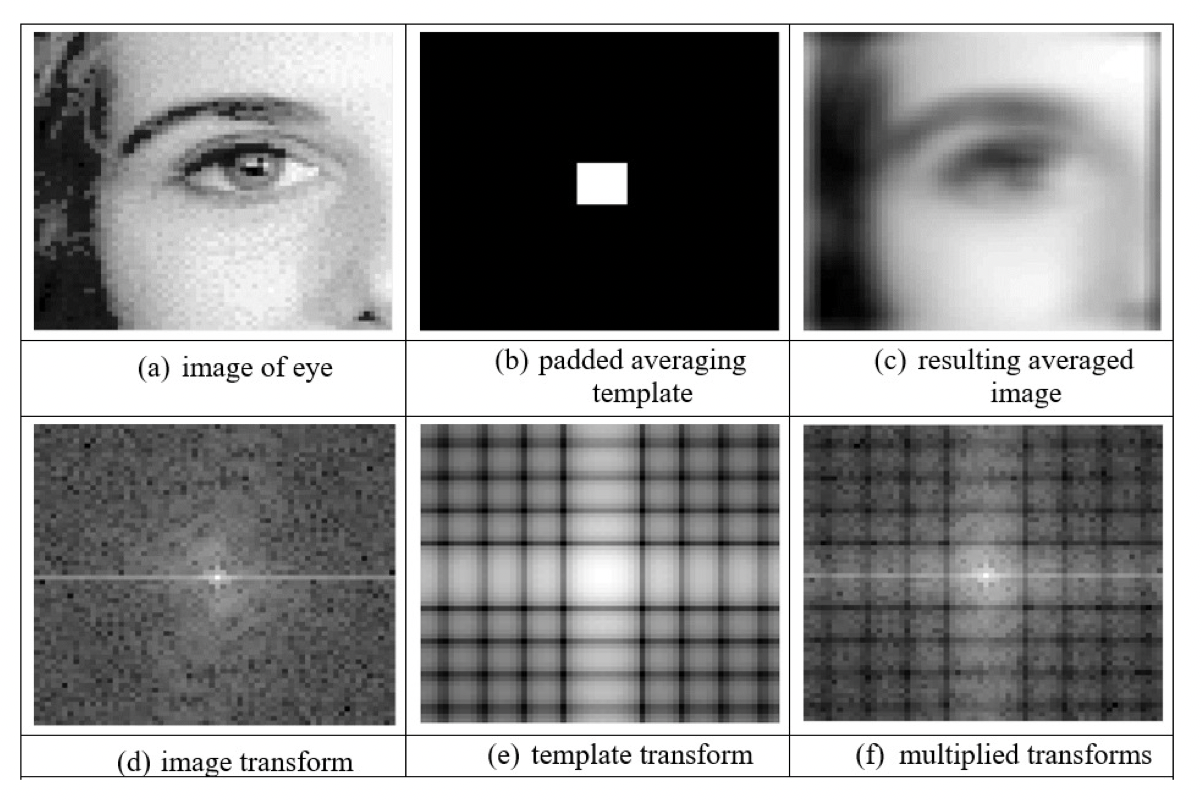 (a) image of eye
(b) padded averaging
template
(c) resulting averaged
image
(d) image transform
(e) template transform
(f) multiplied transforms